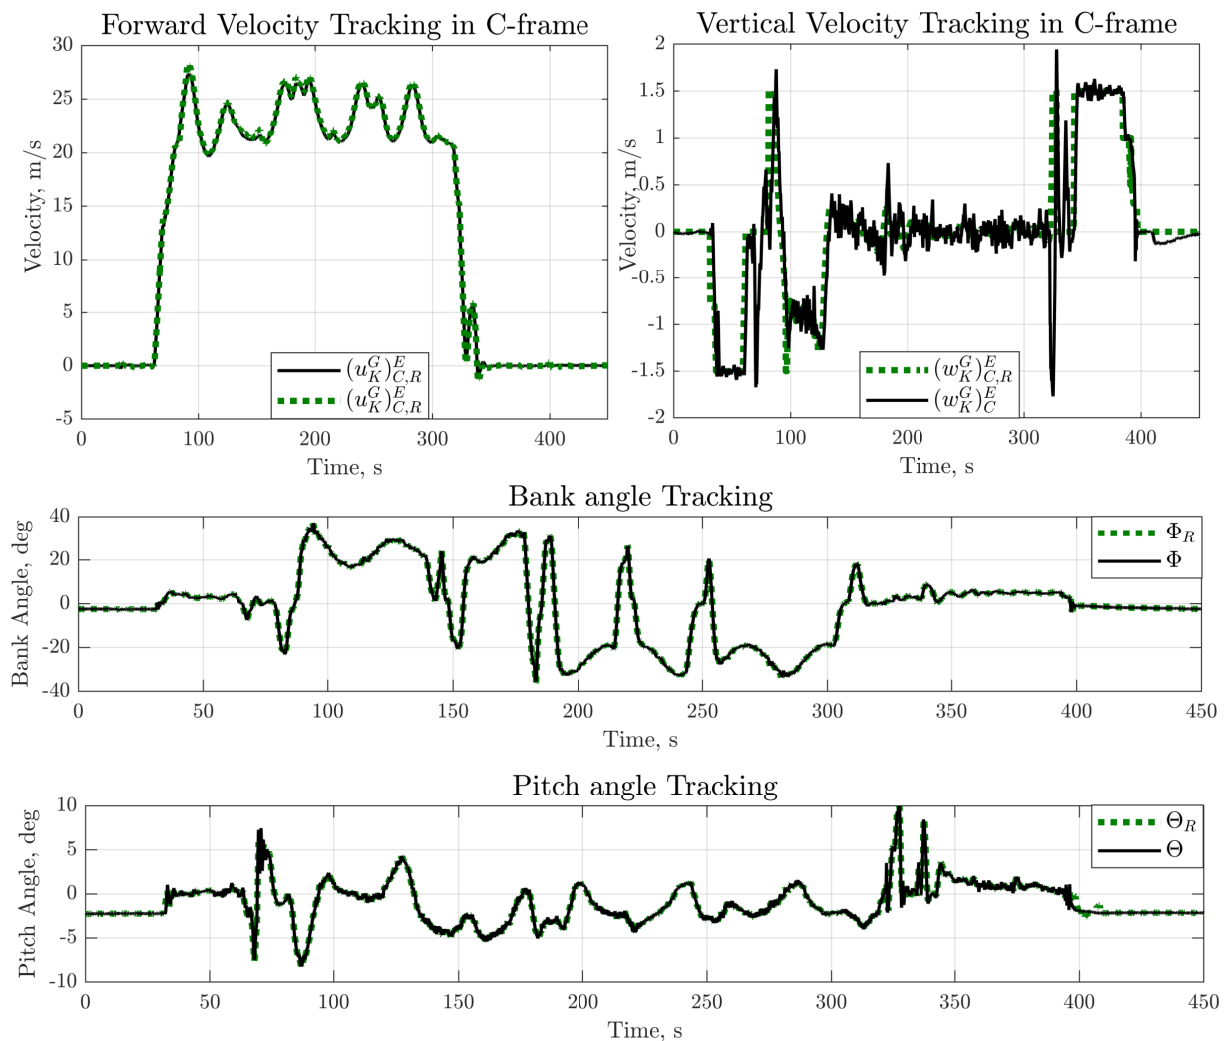 Forward Velocity Tracking in C-frame
30
25
20
15
10
5
0
-5
Velocity, m/s
(u_K^G)_{C,R}^E
(u_K^G)_{C,R}^E
0 100 200 300 400
Time, s
Vertical Velocity Tracking in C-frame
2
1.5
1
0.5
0
-0.5
-1
-1.5
-2
Velocity, m/s
(w_K^G)_{C,R}^E
(w_K^G)_C^E
0 100 200 300 400
Time, s
Bank angle Tracking
40
20
0
-20
-40
Bank Angle, deg
Φ_R
Φ
0 50 100 150 200 250 300 350 400 450
Time, s
Pitch angle Tracking
10
5
0
-5
-10
Pitch Angle, deg
Θ_R
Θ
0 50 100 150 200 250 300 350 400 450
Time, s